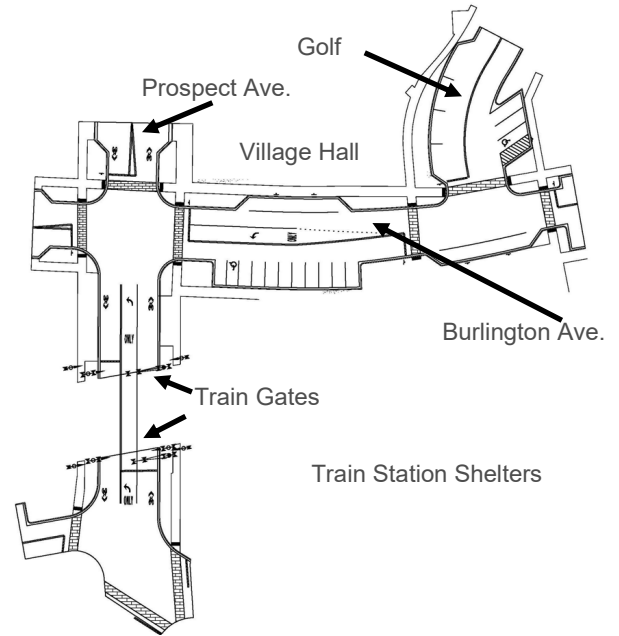 Golf
Prospect Ave.
Village Hall
Burlington Ave.
ONLY
Train Gates
Train Station Shelters
ONLY